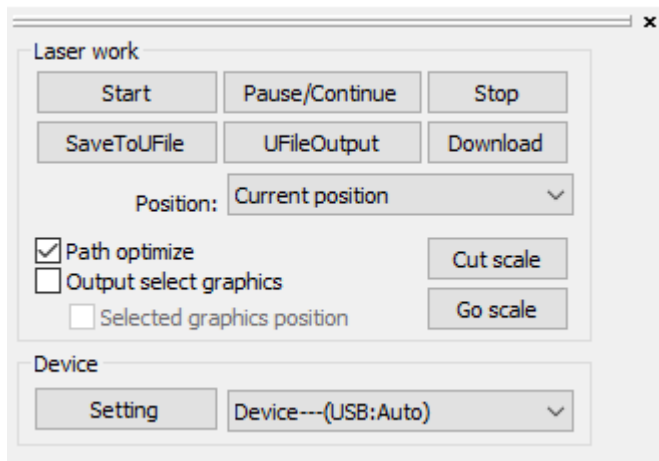 Laser work
Start Pause/Continue Stop
SaveToUFile UFileOutput Download
Position: Current position
Path optimize
Cut scale
Output select graphics
Selected graphics position
Go scale
Device
Setting Device---(USB:Auto)